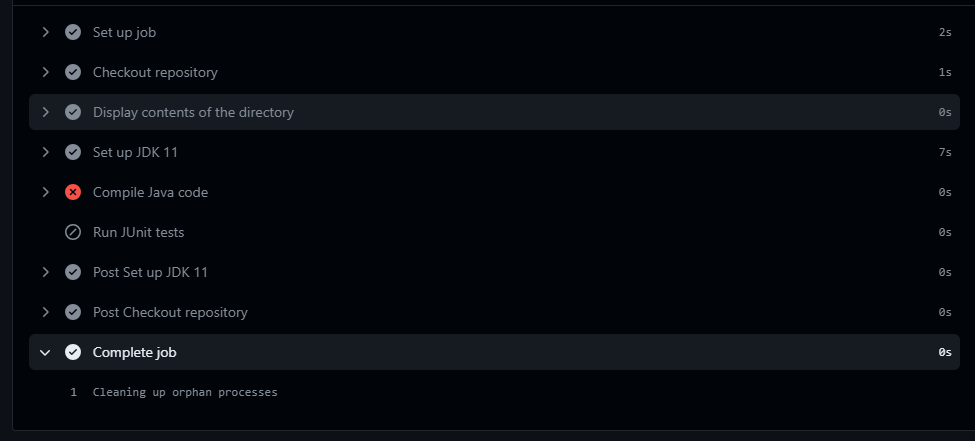 Set up job 2s
Checkout repository 1s
Display contents of the directory 0s
Set up JDK 11 7s
Compile Java code 0s
Run JUnit tests 0s
Post Set up JDK 11 0s
Post Checkout repository 0s
Complete job 0s
1 Cleaning up orphan processes